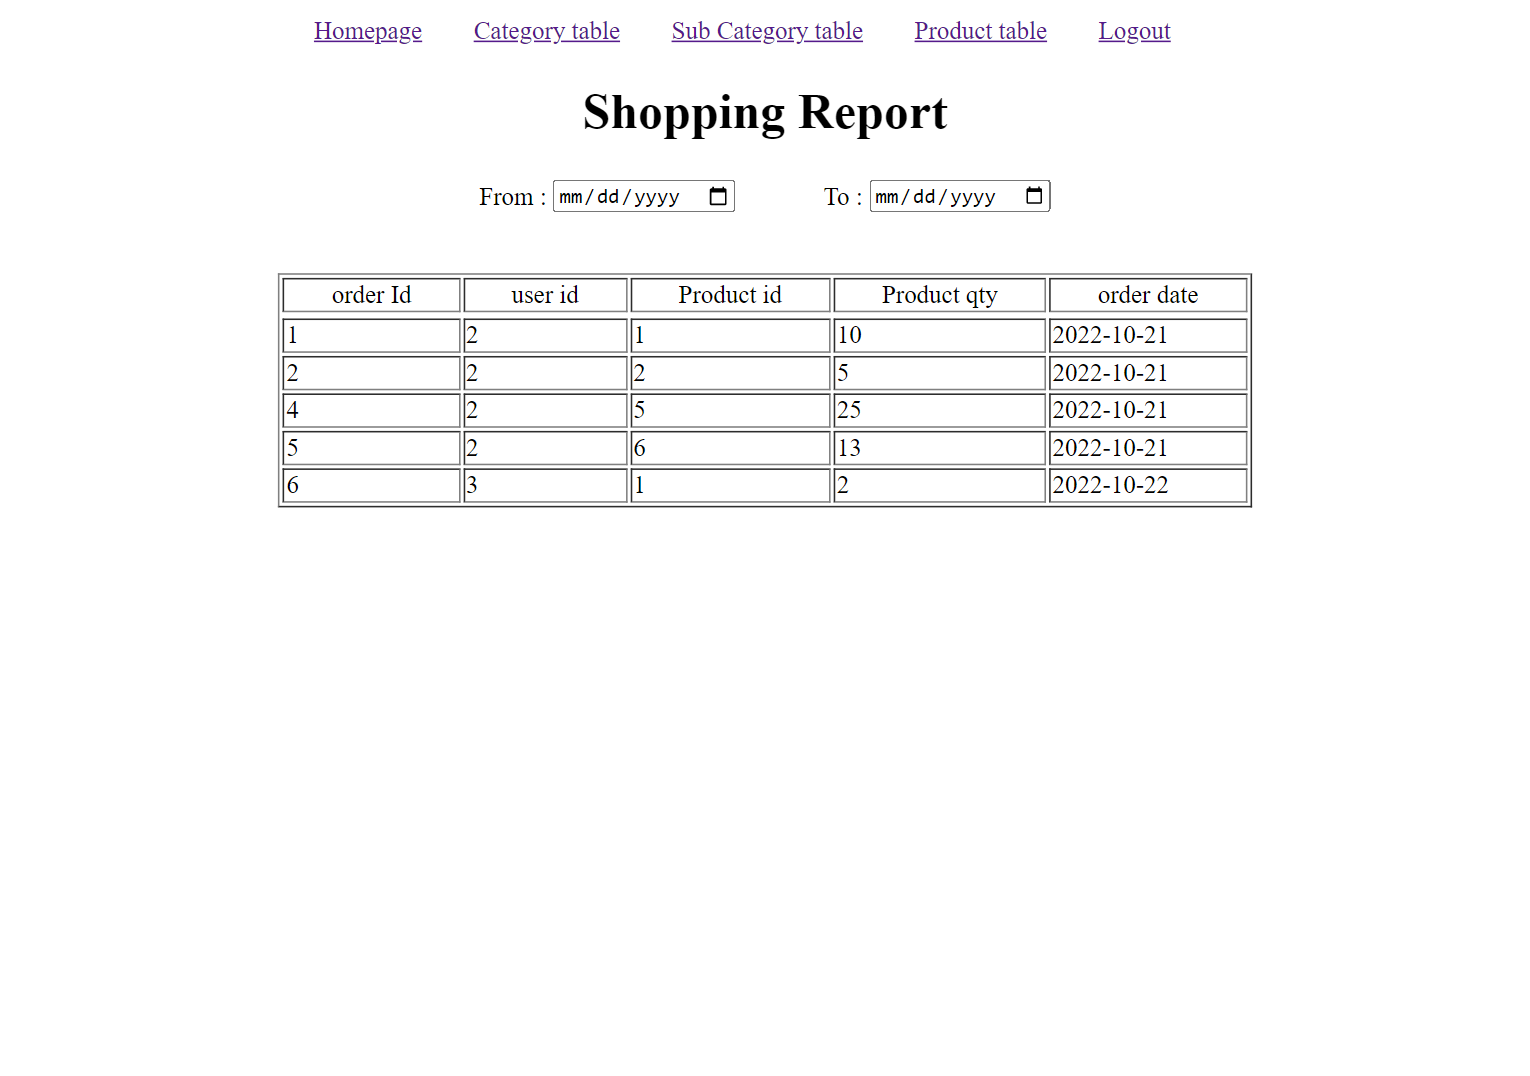 Homepage Category table Sub Category table Product table Logout
Shopping Report
From : mm/dd/yyyy To : mm/dd/yyyy
order Id user id Product id Product qty order date
1 2 1 10 2022-10-21
2 2 2 5 2022-10-21
4 2 5 25 2022-10-21
5 2 6 13 2022-10-21
6 3 1 2 2022-10-22